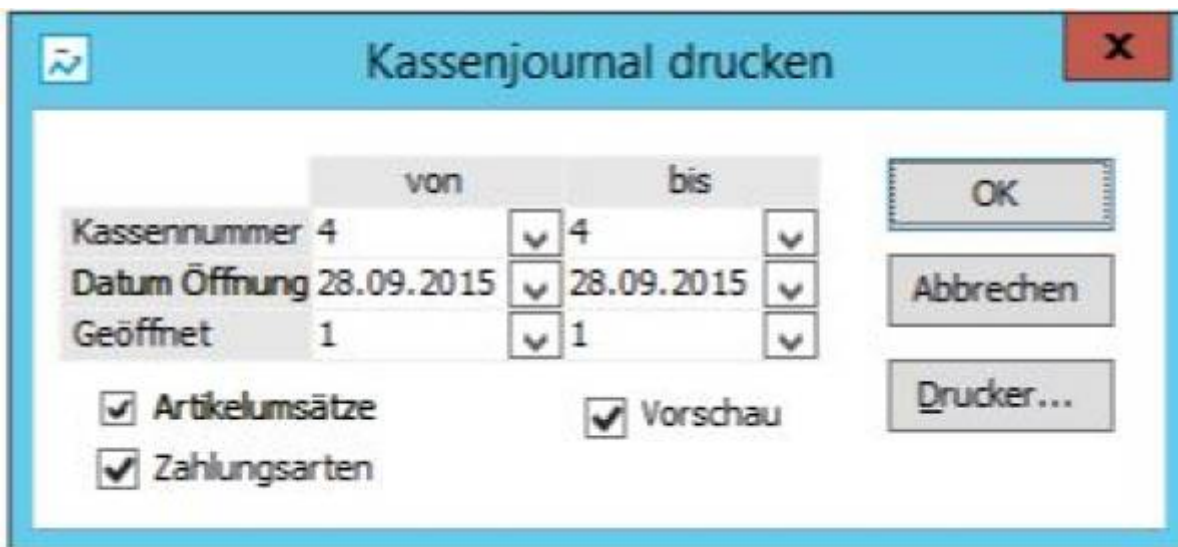 Kassenjournal drucken
x
von bis
Kassennummer 4 4
Datum Öffnung 28.09.2015 28.09.2015
Geöffnet 1 1
Artikelumsätze
Vorschau
Zahlungsarten
OK
Abbrechen
Drucker...